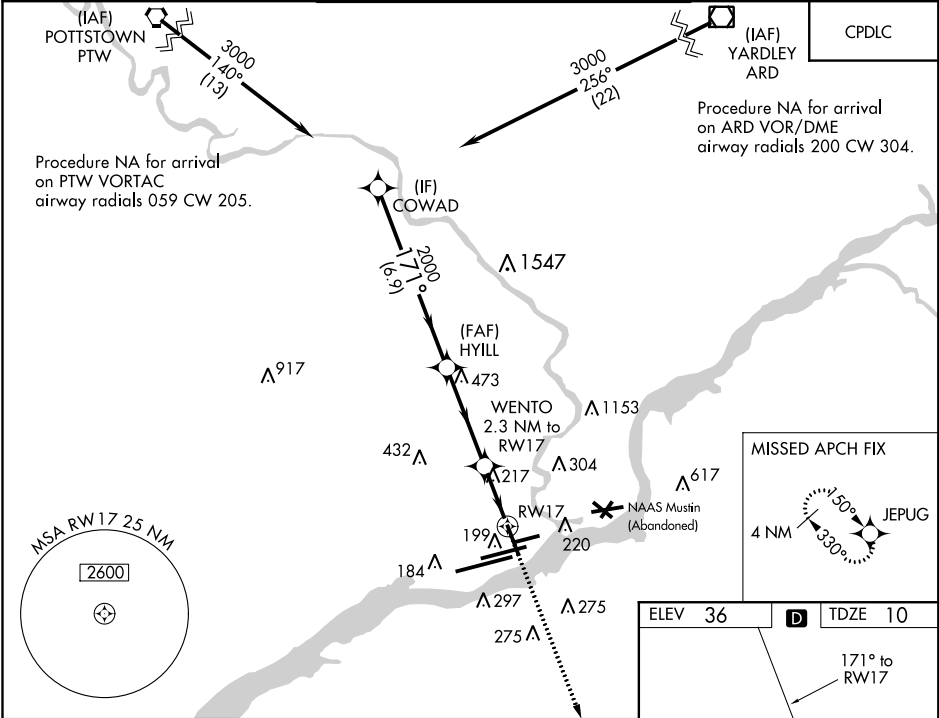 (IAF)
POTTSTOWN
PTW
3000
140°
(13)
3000
256°
(22)
(IAF)
YARDLEY
ARD
CPDLC
Procedure NA for arrival
on ARD VOR/DME
airway radials 200 CW 304.
Procedure NA for arrival
on PTW VORTAC
airway radials 059 CW 205.
(IF)
COWAD
2000
171°
(6.9)
1547
(FAF)
HYILL
917
473
WENTO
2.3 NM to
RW17
1153
432
217
304
617
RW17
NAAS Mustin
(Abandoned)
199
220
184
297
275
275
MSA RW17 25 NM
2600
MISSED APCH FIX
4 NM
150°
330°
JEPUG
ELEV 36
D
TDZE 10
171° to
RW17